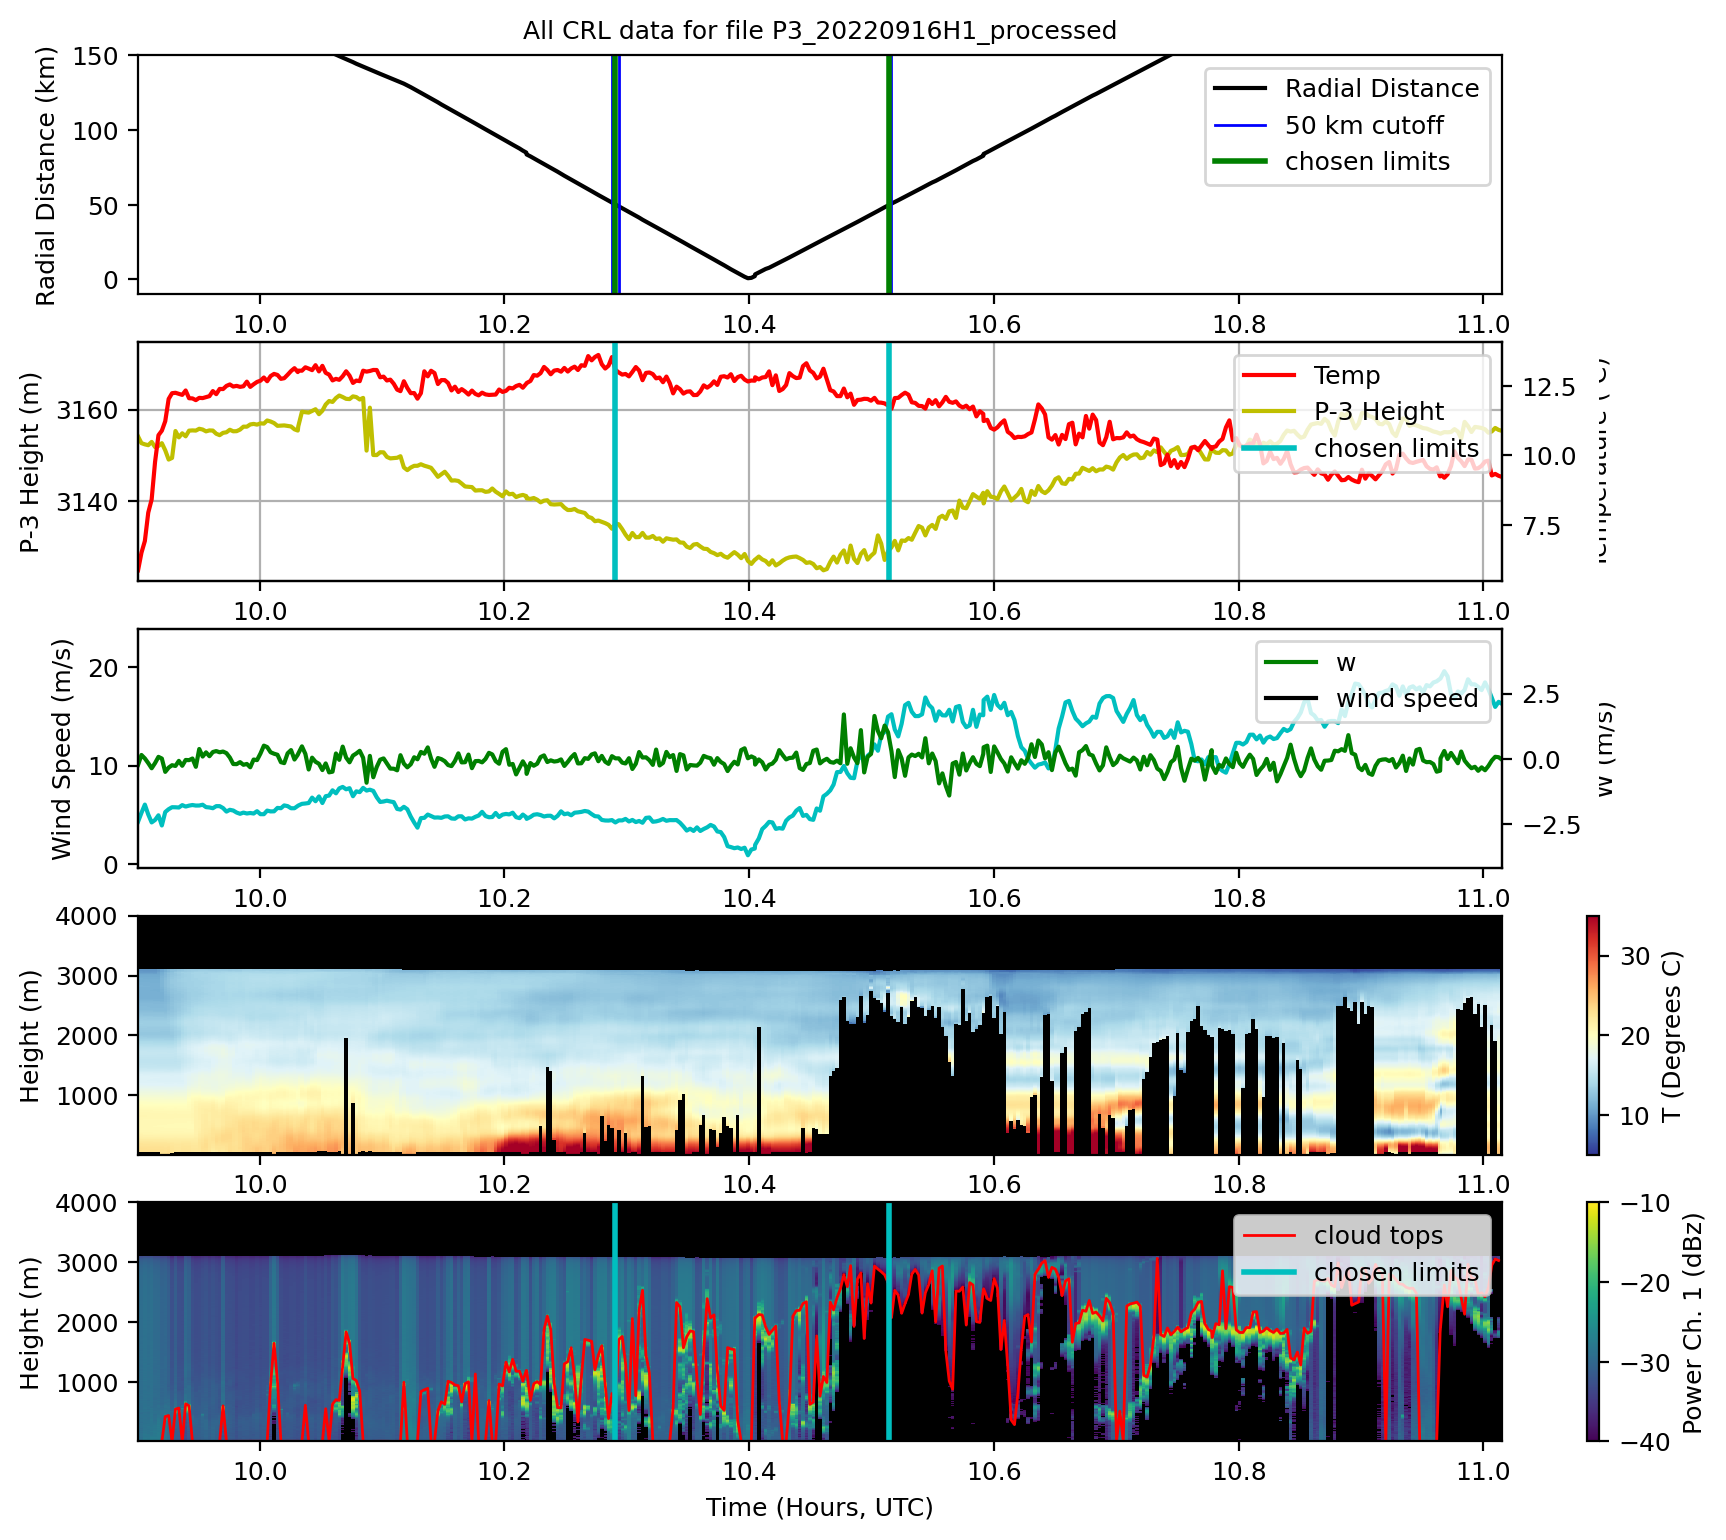 All CRL data for file P3_20220916H1_processed
Radial Distance (km)
150
100
50
0
Radial Distance
50 km cutoff
chosen limits
10.0 10.2 10.4 10.6 10.8 11.0
P-3 Height (m)
3160
3140
Temp
P-3 Height
chosen limits
12.5
10.0
7.5
10.0 10.2 10.4 10.6 10.8 11.0
Wind Speed (m/s)
20
10
0
w
wind speed
2.5
0.0
−2.5
w (m/s)
10.0 10.2 10.4 10.6 10.8 11.0
Height (m)
4000
3000
2000
1000
30
20
10
T (Degrees C)
10.0 10.2 10.4 10.6 10.8 11.0
Height (m)
4000
3000
2000
1000
cloud tops
chosen limits
−10
−20
−30
−40
Power Ch. 1 (dBz)
10.0 10.2 10.4 10.6 10.8 11.0
Time (Hours, UTC)